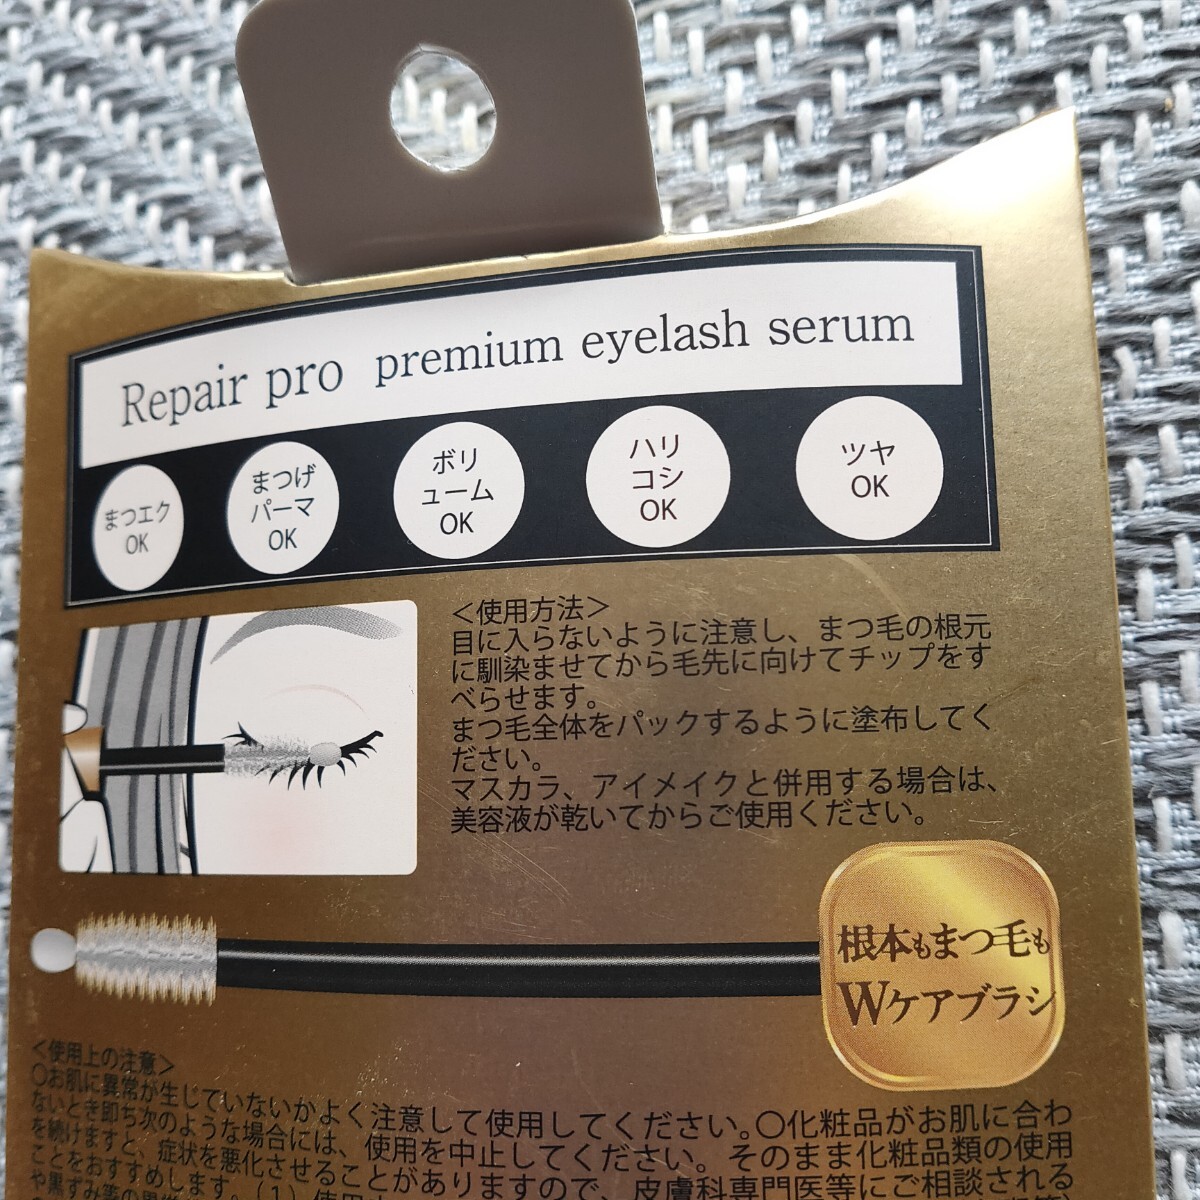 Repair pro premium eyelash serum
まつエク
OK
まつげ
パーマ
OK
ボリ
ューム
OK
ハリ
コシ
OK
ツヤ
OK
＜使用方法＞
目に入らないように注意し、まつ毛の根元
に馴染ませてから毛先に向けてチップをす
べらせます。
まつ毛全体をパックするように塗布してく
ださい。
マスカラ、アイメイクと併用する場合は、
美容液が乾いてからご使用ください。
根本もまつ毛も
Wケアブラシ
＜使用上の注意＞
○お肌に異常が生じていないかよく注意して使用してください。○化粧品がお肌に合わ
ないとき即ち次のような場合には、使用を中止してください。そのまま化粧品類の使用
を続けますと、症状を悪化させることがありますので、皮膚科専門医等にご相談される
ことをおすすめします。(1)使用